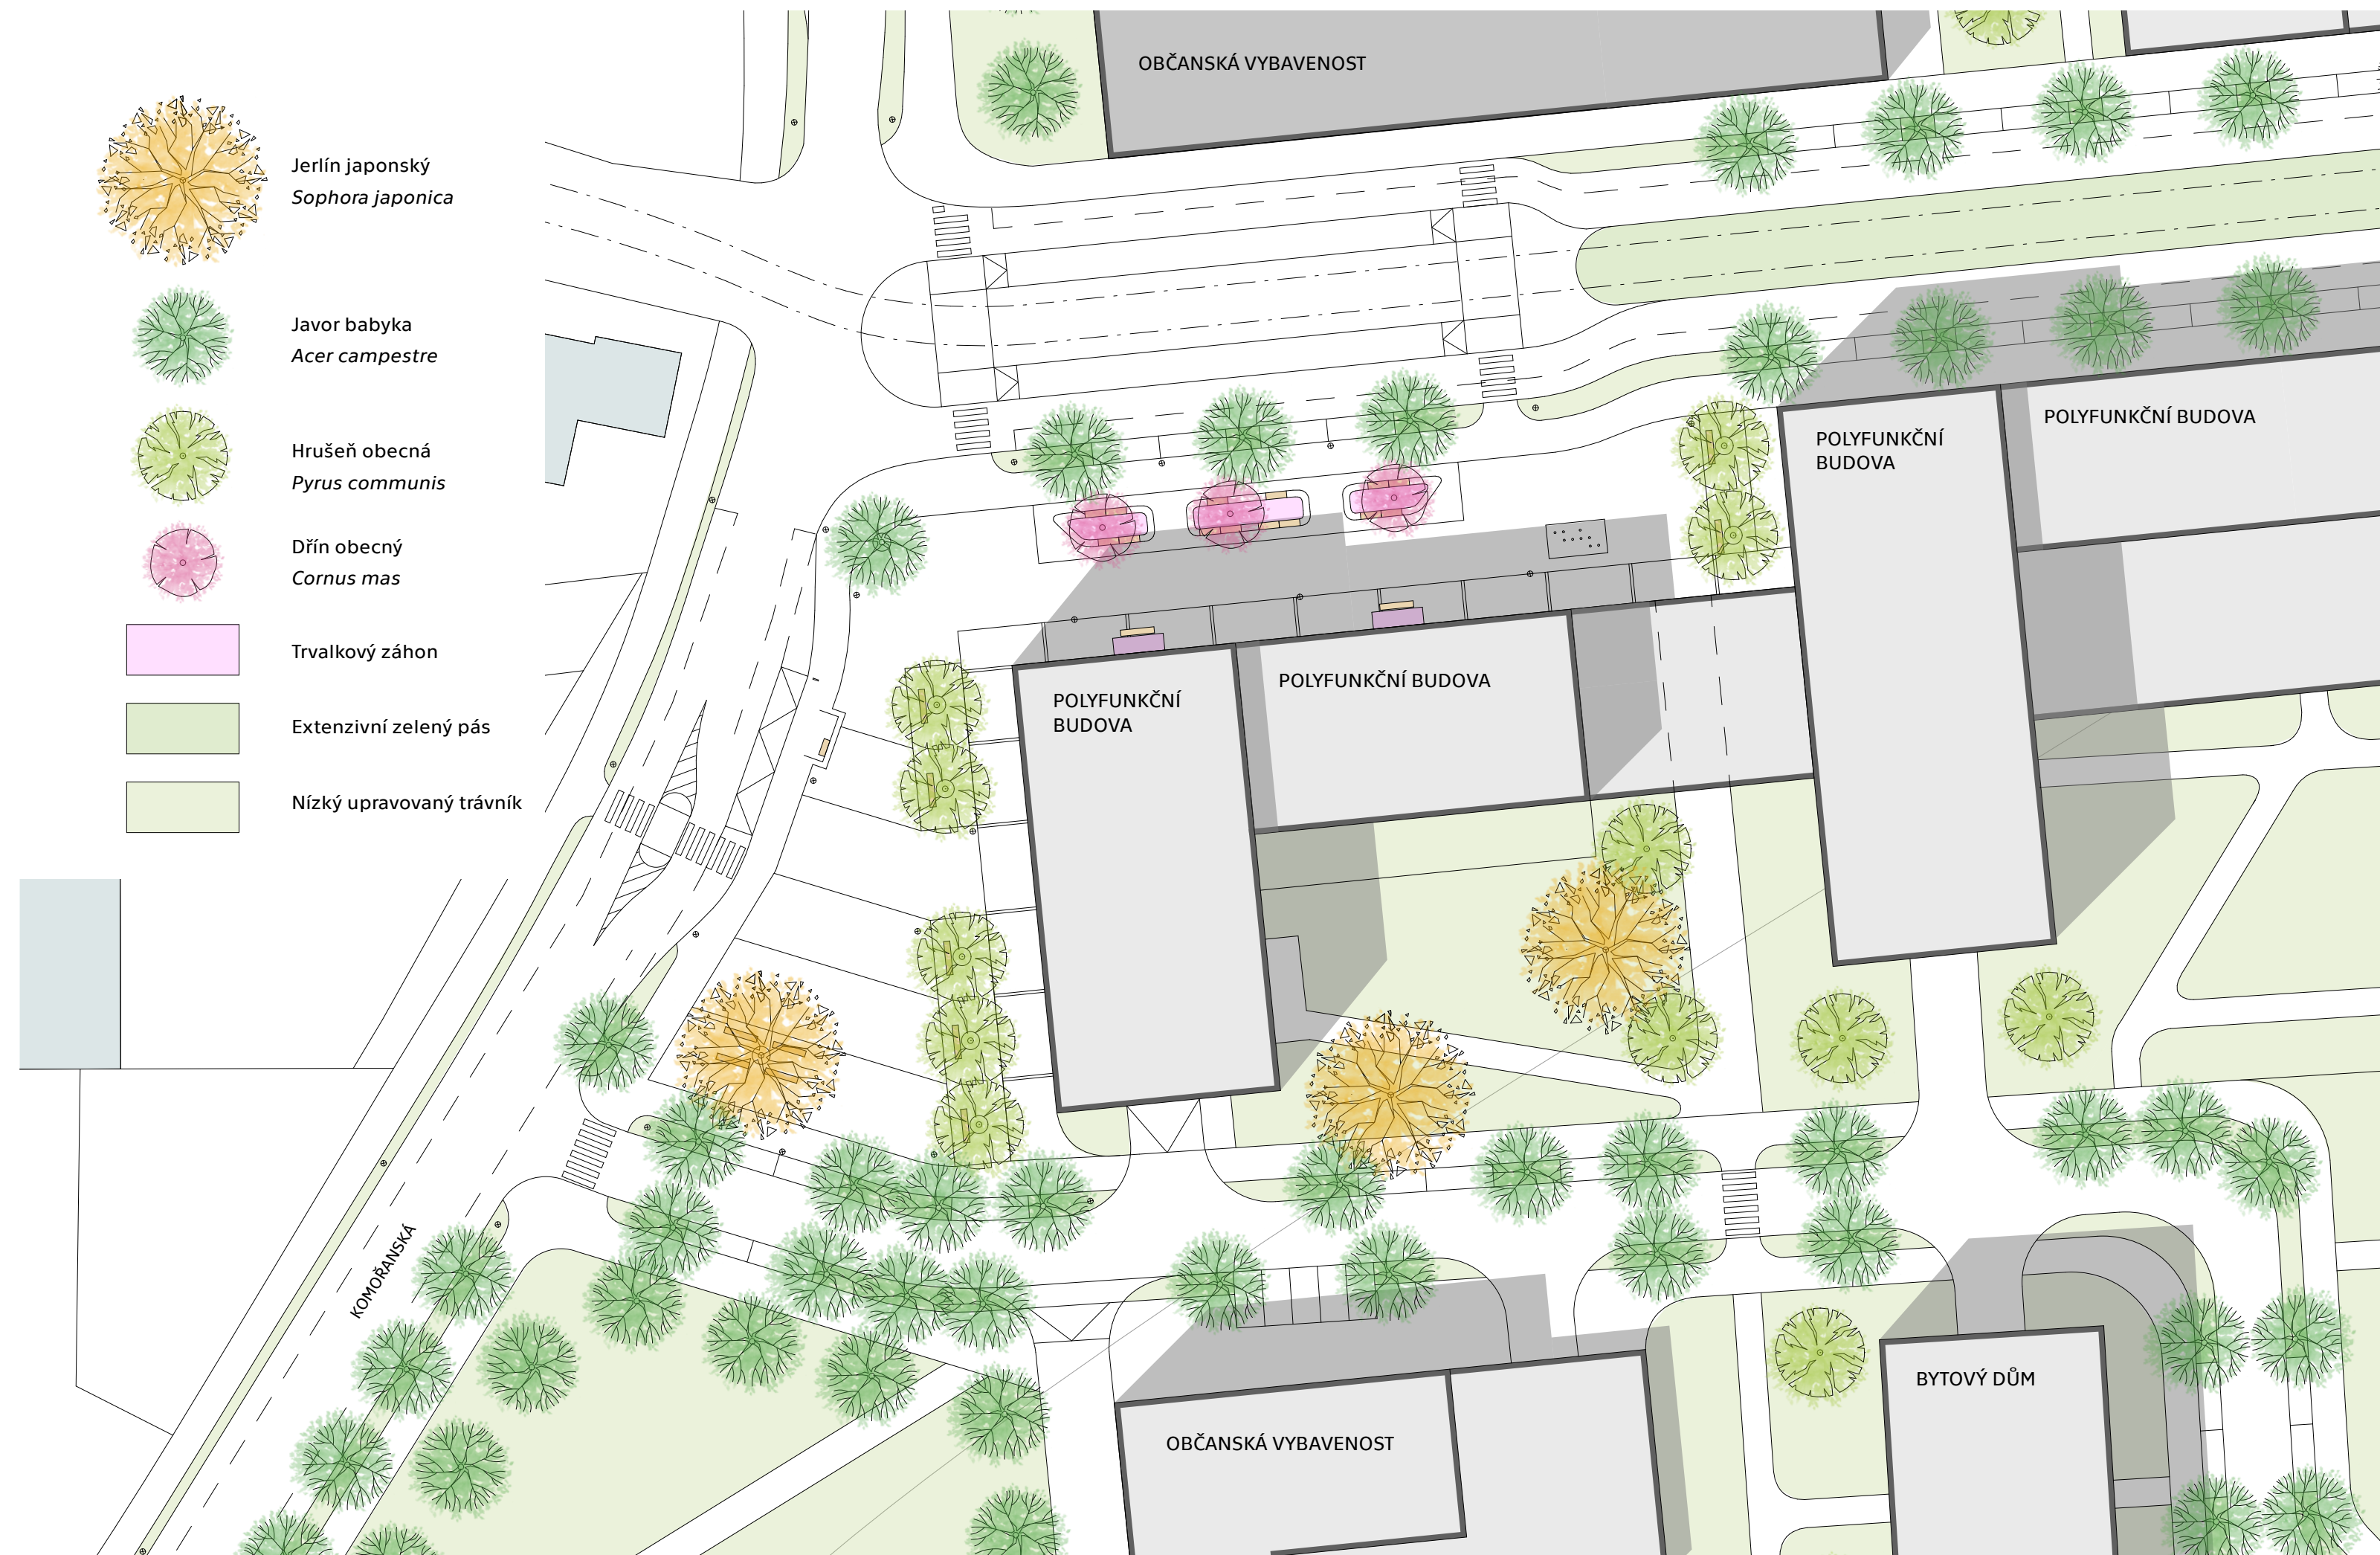 Jerlín japonský
Sophora japonica
Javor babyka
Acer campestre
Hrušeň obecná
Pyrus communis
Dřín obecný
Cornus mas
Trvalkový záhon
Extenzivní zelený pás
Nízký upravovaný trávník
OBČANSKÁ VYBAVENOST
POLYFUNKČNÍ
BUDOVA
POLYFUNKČNÍ BUDOVA
POLYFUNKČNÍ
BUDOVA
POLYFUNKČNÍ BUDOVA
KOMOŘANSKÁ
OBČANSKÁ VYBAVENOST
BYTOVÝ DŮM